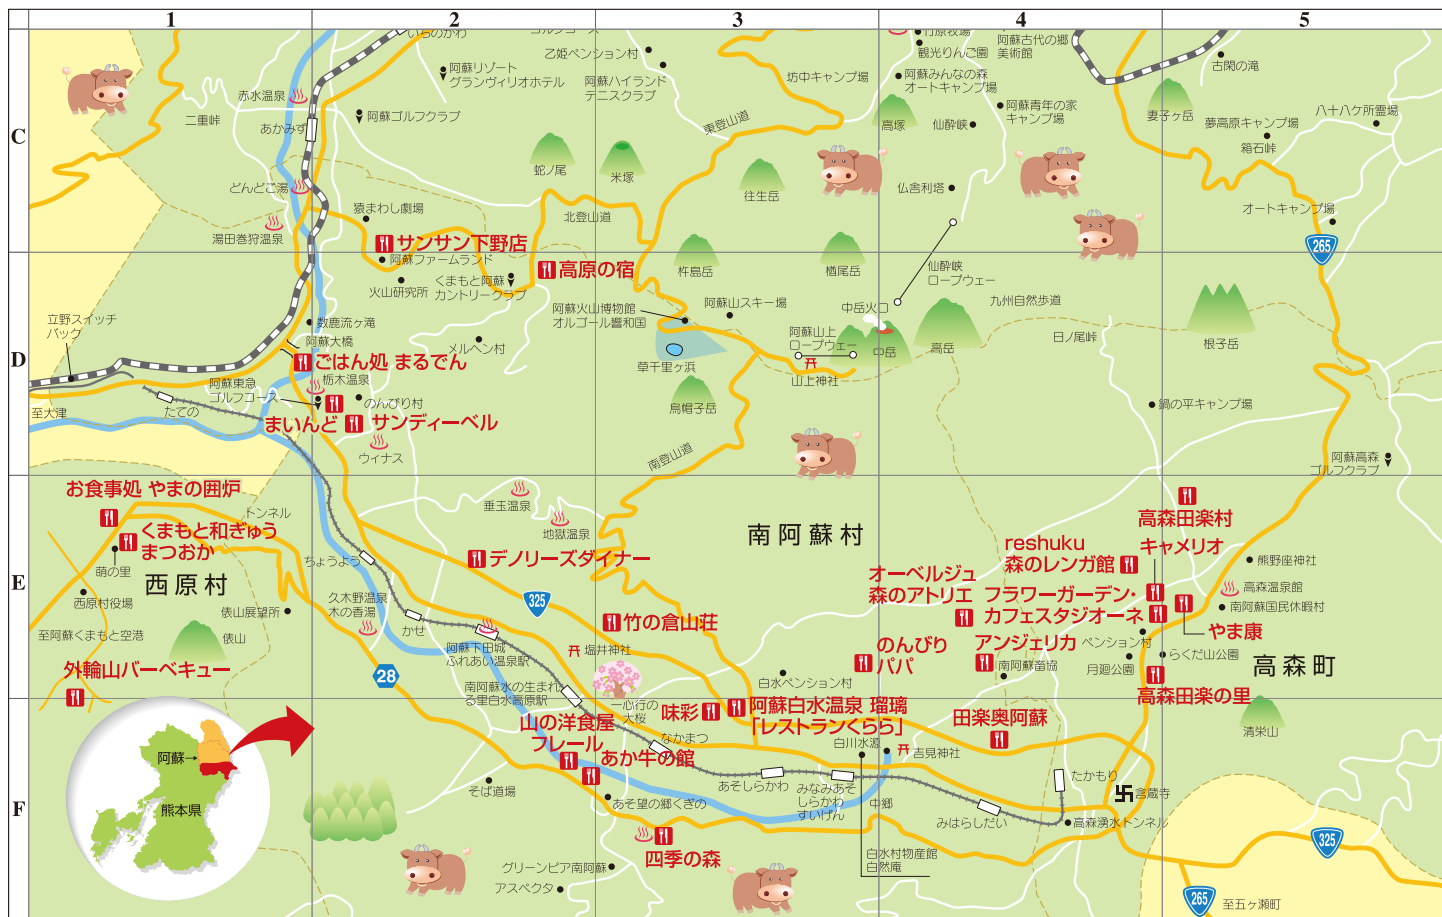 1
2
3
4
5
C
D
E
F
いちのかわ
ゴルフコース
乙姫ペンション村
阿蘇リゾート
グランヴィリオホテル
阿蘇ハイランド
テニスクラブ
坊中キャンプ場
竹原牧場
観光りんご園
阿蘇古代の郷
美術館
阿蘇みんなの森
オートキャンプ場
古閑の滝
赤水温泉
二重峠
あかみず
阿蘇ゴルフクラブ
東登山道
高塚
仙酔峡
阿蘇青年の家
キャンプ場
妻子ヶ岳
夢高原キャンプ場
箱石峠
八十八ケ所霊場
蛇ノ尾
米塚
往生岳
仏舎利塔
どんどこ湯
湯田巻狩温泉
猿まわし劇場
北登山道
オートキャンプ場
265
サンサン下野店
阿蘇ファームランド
火山研究所
くまもと阿蘇
カントリークラブ
高原の宿
杵島岳
楢尾岳
仙酔峡
ロープウェー
阿蘇火山博物館
オルゴール響和国
阿蘇山スキー場
中岳火口
九州自然歩道
立野スイッチ
バック
数鹿流ヶ滝
阿蘇大橋
メルヘン村
阿蘇山上
ロープウェー
中岳
高岳
日ノ尾峠
根子岳
ごはん処 まるでん
草千里ヶ浜
山上神社
栃木温泉
阿蘇東急
ゴルフコース
のんびり村
烏帽子岳
鍋の平キャンプ場
至大津
たての
まいんど
サンディーベル
ウィナス
南登山道
阿蘇高森
ゴルフクラブ
お食事処 やまの囲炉
トンネル
くまもと和ぎゅう
まつおか
萌の里
西原村
西原村役場
俵山展望所
至阿蘇くまもと空港
俵山
外輪山バーベキュー
垂玉温泉
地獄温泉
ちょうよう
デノリーズダイナー
325
久木野温泉
木の香湯
かせ
阿蘇下田城
ふれあい温泉駅
28
竹の倉山荘
塩井神社
南阿蘇村
南阿蘇水の生まれ
る里白水高原駅
一心行の
大桜
白水ペンション村
オーベルジュ
森のアトリエ
のんびり
パパ
reshuku
森のレンガ館
高森田楽村
キャメリオ
フラワーガーデン・
カフェスタジオーネ
アンジェリカ
南阿蘇畜協
ペンション村
月廻公園
らくだ山公園
やま康
熊野座神社
高森温泉館
南阿蘇国民休暇村
高森町
高森田楽の里
清栄山
味彩
阿蘇白水温泉 瑠璃
「レストランくらら」
田楽奥阿蘇
山の洋食屋
フレール
あか牛の館
なかまつ
白川水源
吉見神社
阿蘇
熊本県
そば道場
あそ望の郷くぎの
あそしらかわ
みなみあそ
しらかわ
すいげん
中郷
みはらしだい
たかもり
含蔵寺
高森湧水トンネル
四季の森
グリーンピア南阿蘇
アスペクタ
白水村物産館
自然庵
325
265
至五ヶ瀬町